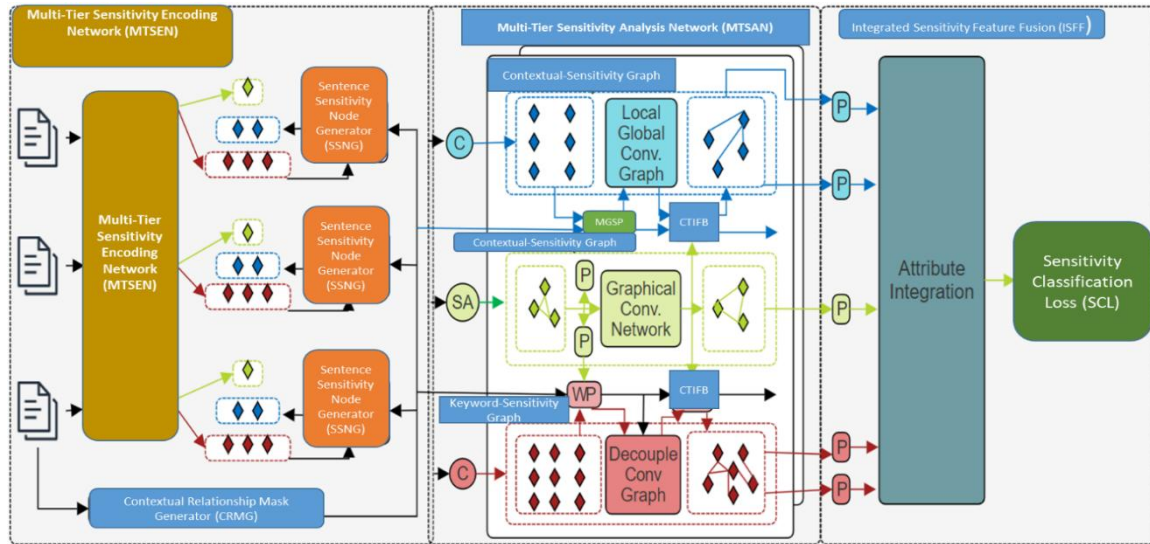 Multi-Tier Sensitivity Encoding
Network (MTSEN)
Multi-Tier
Sensitivity
Encoding
Network
(MTSEN)
Sentence
Sensitivity
Node
Generator
(SSNG)
Sentence
Sensitivity
Node
Generator
(SSNG)
Sentence
Sensitivity
Node
Generator
(SSNG)
Contextual Relationship Mask
Generator (CRMG)
Multi-Tier Sensitivity Analysis Network (MTSAN)
Contextual-Sensitivity Graph
C
Local
Global
Conv.
Graph
MGSP
CTIFB
Contextual-Sensitivity Graph
SA
P
P
Graphical
Conv.
Network
WP
CTIFB
Keyword-Sensitivity
Graph
C
Decouple
Conv
Graph
Integrated Sensitivity Feature Fusion (ISFF)
P
P
P
P
P
Attribute
Integration
Sensitivity
Classification
Loss (SCL)